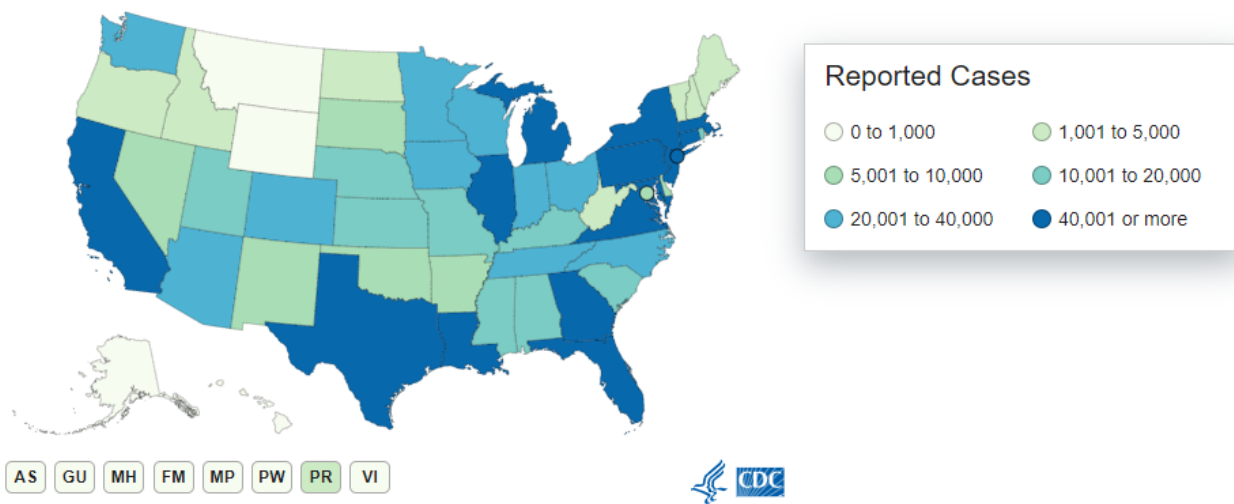 Reported Cases
0 to 1,000
1,001 to 5,000
5,001 to 10,000
10,001 to 20,000
20,001 to 40,000
40,001 or more
AS GU MH FM MP PW PR VI
CDC